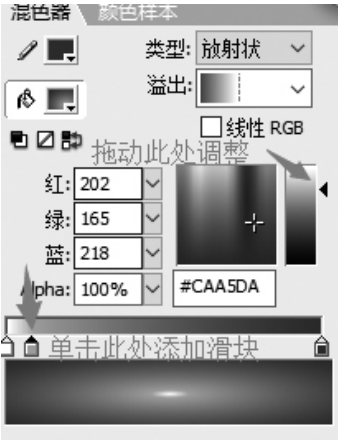 混色器 颜色样本
类型: 放射状
溢出:
线性 RGB
拖动此处调整
红: 202
绿: 165
蓝: 218
Alpha: 100% #CAA5DA
单击此处添加滑块